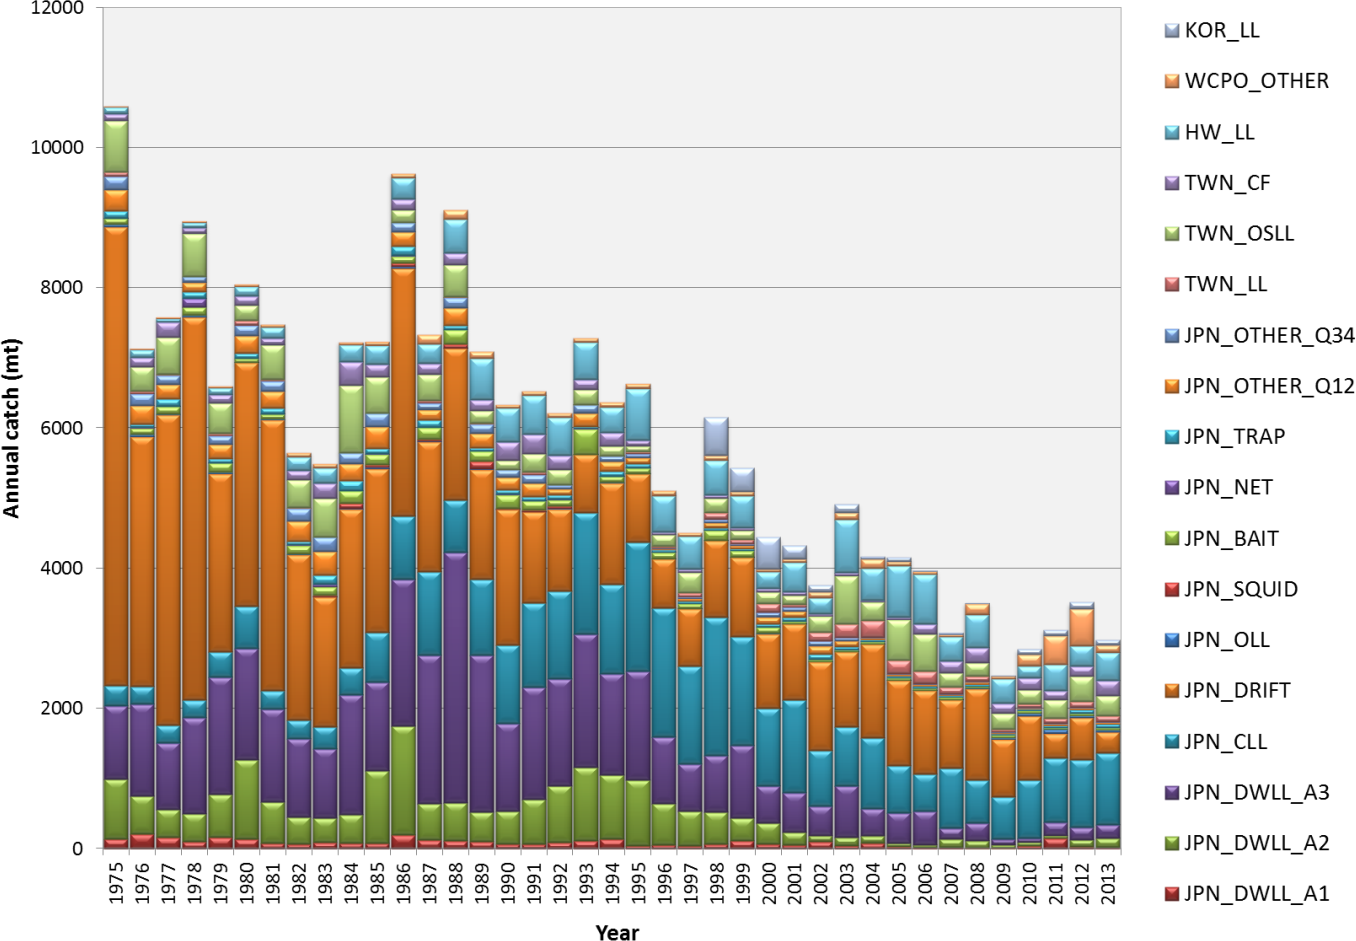 12000
10000
8000
6000
4000
2000
0
Annual catch (mt)
1975 1976 1977 1978 1979 1980 1981 1982 1983 1984 1985 1986 1987 1988 1989 1990 1991 1992 1993 1994 1995 1996 1997 1998 1999 2000 2001 2002 2003 2004 2005 2006 2007 2008 2009 2010 2011 2012 2013
Year
KOR_LL
WCPO_OTHER
HW_LL
TWN_CF
TWN_OSLL
TWN_LL
JPN_OTHER_Q34
JPN_OTHER_Q12
JPN_TRAP
JPN_NET
JPN_BAIT
JPN_SQUID
JPN_OLL
JPN_DRIFT
JPN_CLL
JPN_DWLL_A3
JPN_DWLL_A2
JPN_DWLL_A1